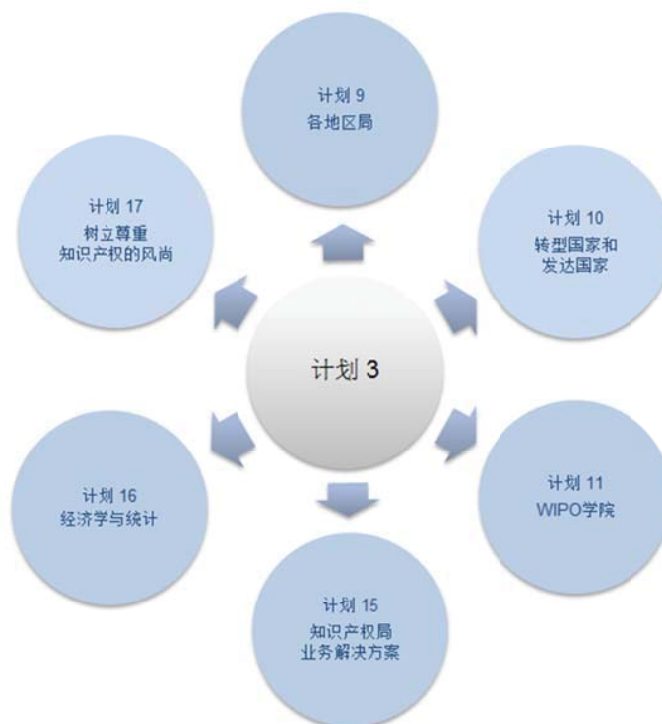 计划 9
各地区局
计划 17
树立尊重
知识产权的风尚
计划 10
转型国家和
发达国家
计划 3
计划 16
经济学与统计
计划 11
WIPO学院
计划 15
知识产权局
业务解决方案